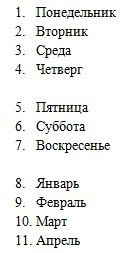 1. Понедельник
2. Вторник
3. Среда
4. Четверг
5. Пятница
6. Суббота
7. Воскресенье
8. Январь
9. Февраль
10. Март
11. Апрель